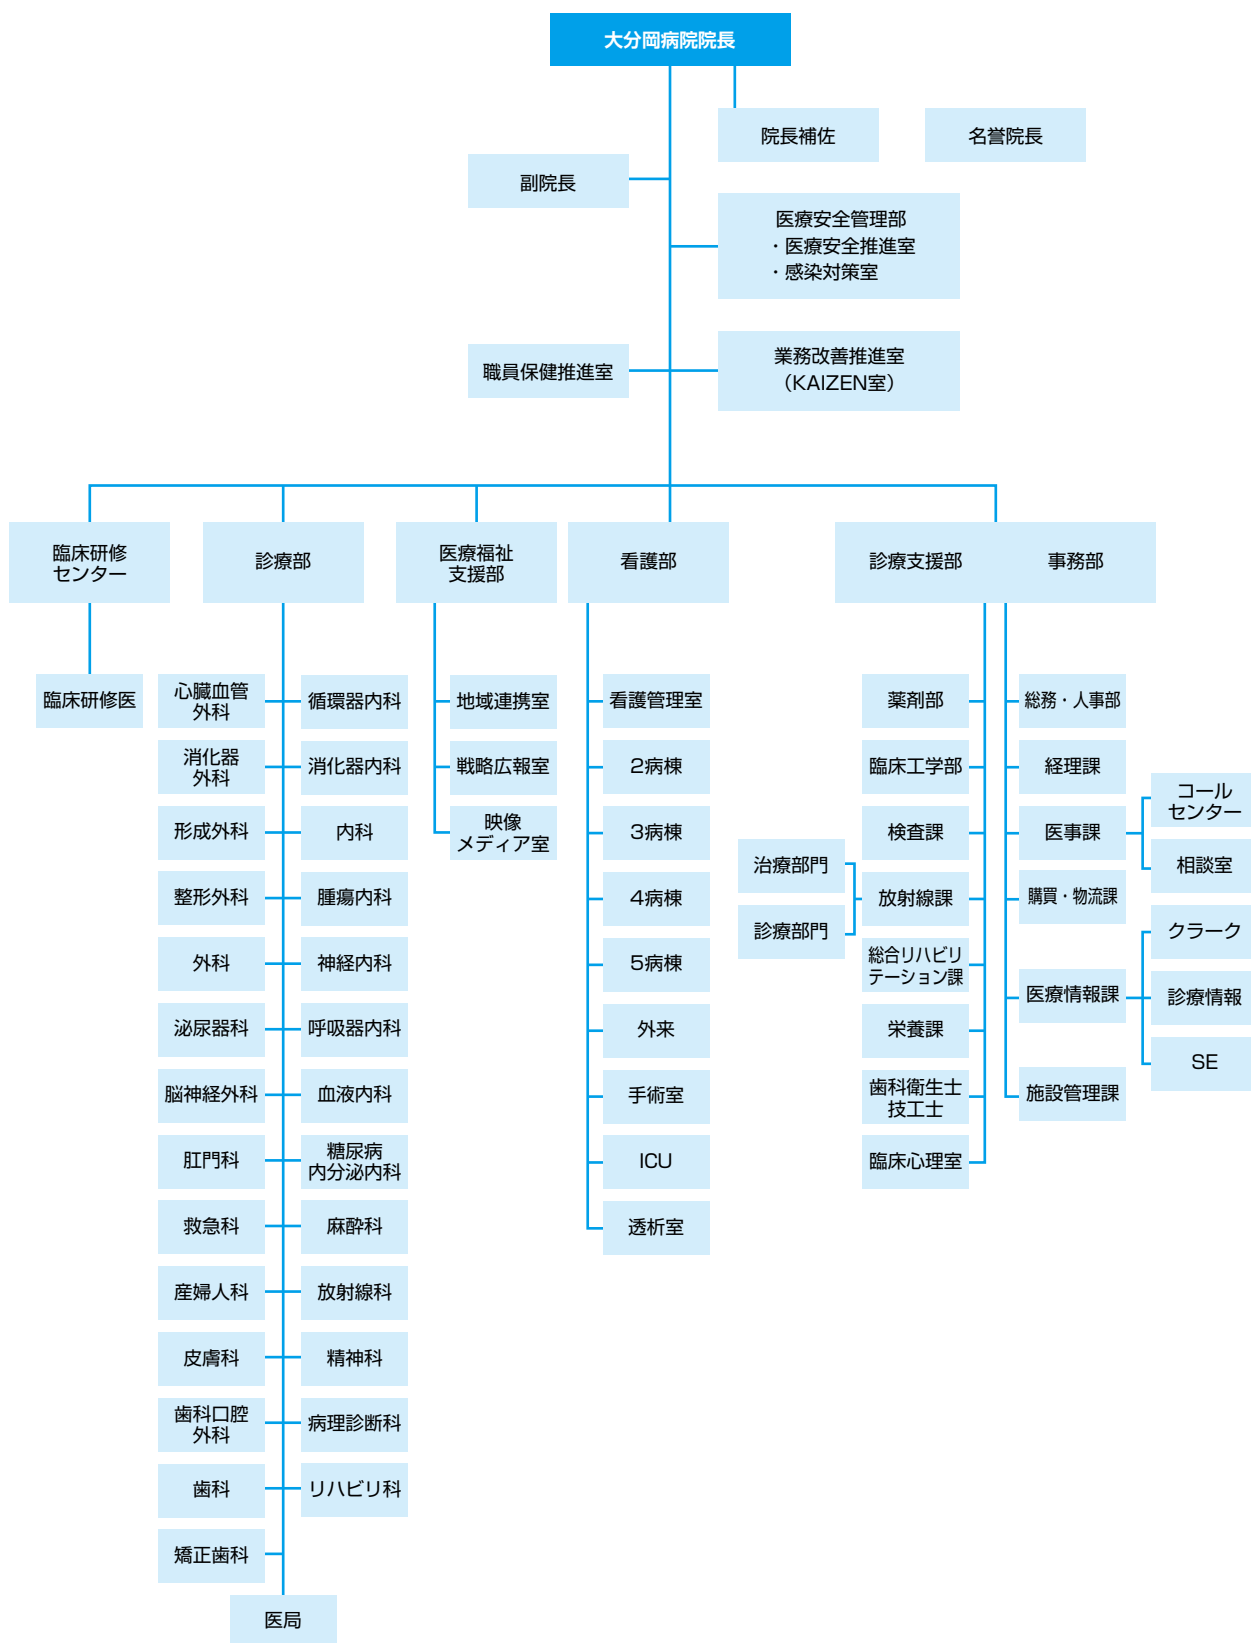 大分岡病院院長
院長補佐
名誉院長
副院長
医療安全管理部
・医療安全推進室
・感染対策室
職員保健推進室
業務改善推進室
（KAIZEN室）
臨床研修
センター
診療部
医療福祉
支援部
看護部
診療支援部
事務部
臨床研修医
心臓血管
外科
循環器内科
消化器
外科
消化器内科
形成外科
内科
整形外科
腫瘍内科
外科
神経内科
泌尿器科
呼吸器内科
脳神経外科
血液内科
肛門科
糖尿病
内分泌内科
救急科
麻酔科
産婦人科
放射線科
皮膚科
精神科
歯科口腔
外科
病理診断科
歯科
リハビリ科
矯正歯科
医局
地域連携室
戦略広報室
映像
メディア室
看護管理室
2病棟
3病棟
4病棟
5病棟
外来
手術室
ICU
透析室
薬剤部
臨床工学部
検査課
治療部門
診療部門
放射線課
総合リハビリ
テーション課
栄養課
歯科衛生士
技工士
臨床心理室
総務・人事部
経理課
医事課
コール
センター
相談室
購買・物流課
医療情報課
クラーク
診療情報
SE
施設管理課